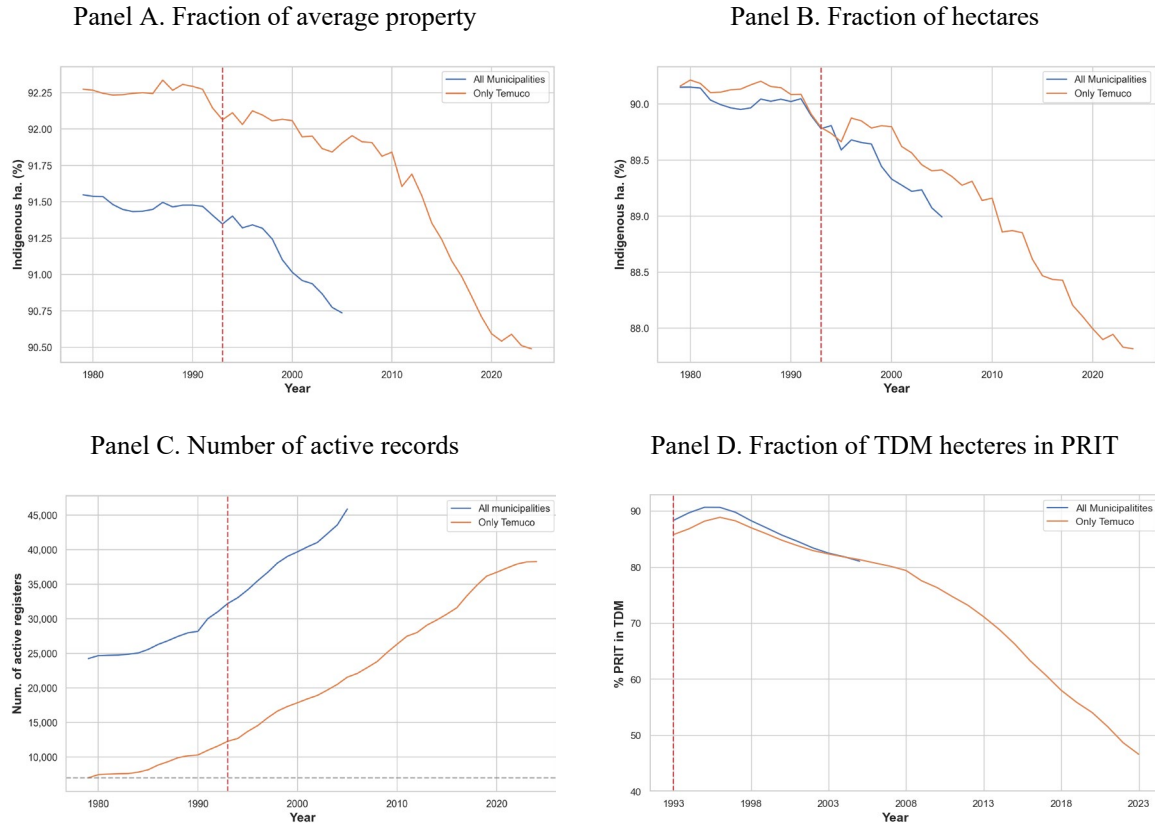 Panel A. Fraction of average property
92.25
92.00
91.75
91.50
91.25
91.00
90.75
90.50
Indigenous ha. (%)
All Municipalities
Only Temuco
1980
1990
2000
2010
2020
Year
Panel B. Fraction of hectares
90.0
89.5
89.0
88.5
88.0
Indigenous ha. (%)
All Municipalities
Only Temuco
1980
1990
2000
2010
2020
Year
Panel C. Number of active records
45,000
40,000
35,000
30,000
25,000
20,000
15,000
10,000
Num. of active registers
All municipalities
Only Temuco
1980
1990
2000
2010
2020
Year
Panel D. Fraction of TDM hecteres in PRIT
90
80
70
60
50
40
% PRIT in TDM
All Municipalitites
Only Temuco
1993
1998
2003
2008
2013
2018
2023
Year